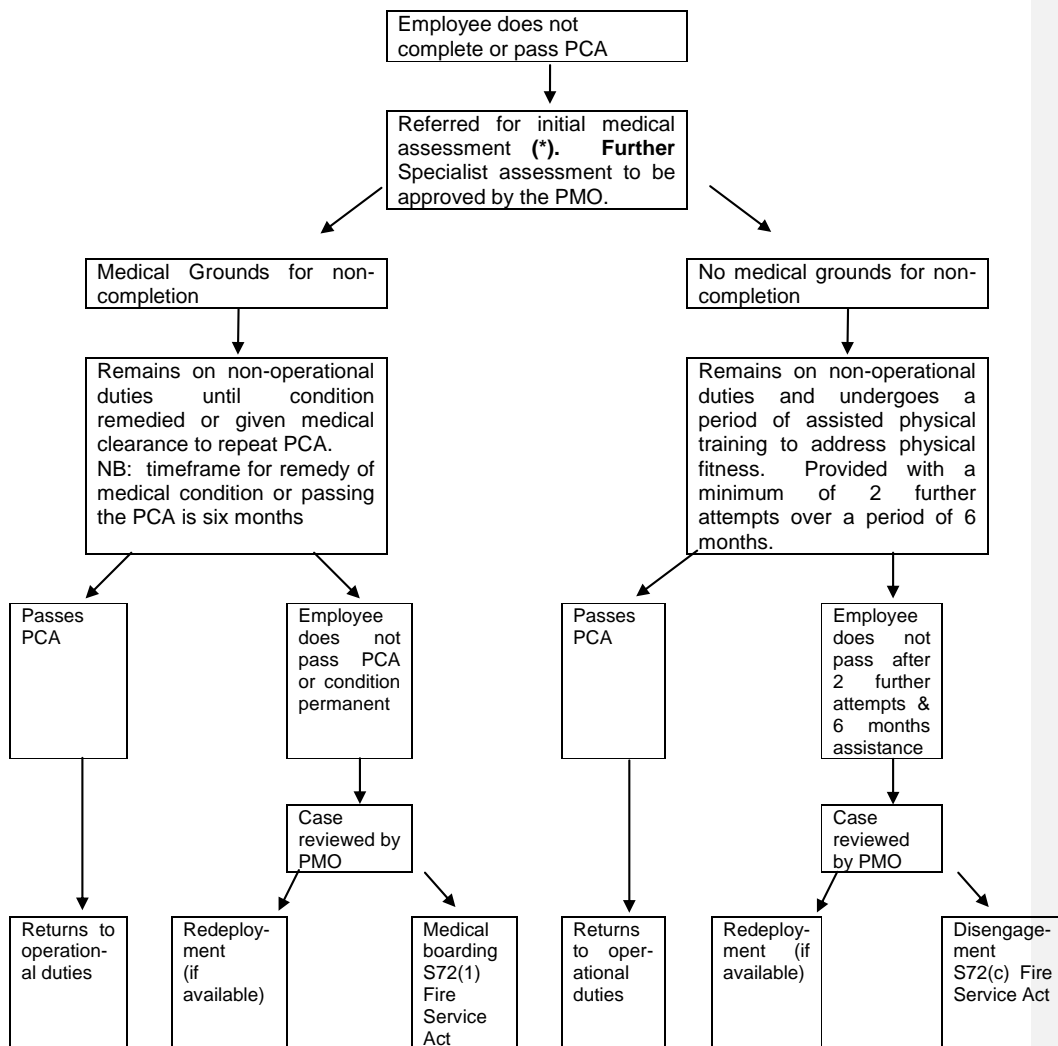 Employee does not
complete or pass PCA
Referred for initial medical
assessment (*). Further
Specialist assessment to be
approved by the PMO.
Medical Grounds for non-
completion
No medical grounds for non-
completion
Remains on non-operational
duties until condition
remedied or given medical
clearance to repeat PCA.
NB: timeframe for remedy of
medical condition or passing
the PCA is six months
Remains on non-operational
duties and undergoes a
period of assisted physical
training to address physical
fitness. Provided with a
minimum of 2 further
attempts over a period of 6
months.
Passes
PCA
Employee
does not
pass PCA
or condition
permanent
Passes
PCA
Employee
does not
pass after
2 further
attempts &
6 months
assistance
Case
reviewed by
PMO
Case
reviewed
by PMO
Returns to
operation-
al duties
Redeploy-
ment
(if
available)
Medical
boarding
S72(1)
Fire
Service
Act
Returns
to oper-
ational
duties
Redeploy-
ment (if
available)
Disengage-
ment
S72(c) Fire
Service Act